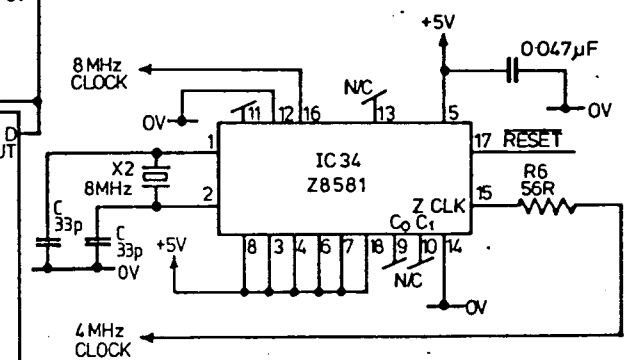 +5V
0·047µF
0V
8MHz
CLOCK
N/C
11
12
16
13
5
0V
1
17
RESET
D
UT
X2
8MHz
IC34
Z8581
R6
56R
2
Z CLK
15
C
33p
C
33p
C0 C1
+5V
8
3
4
6
7
18
9
10
14
0V
N/C
0V
4MHz
CLOCK